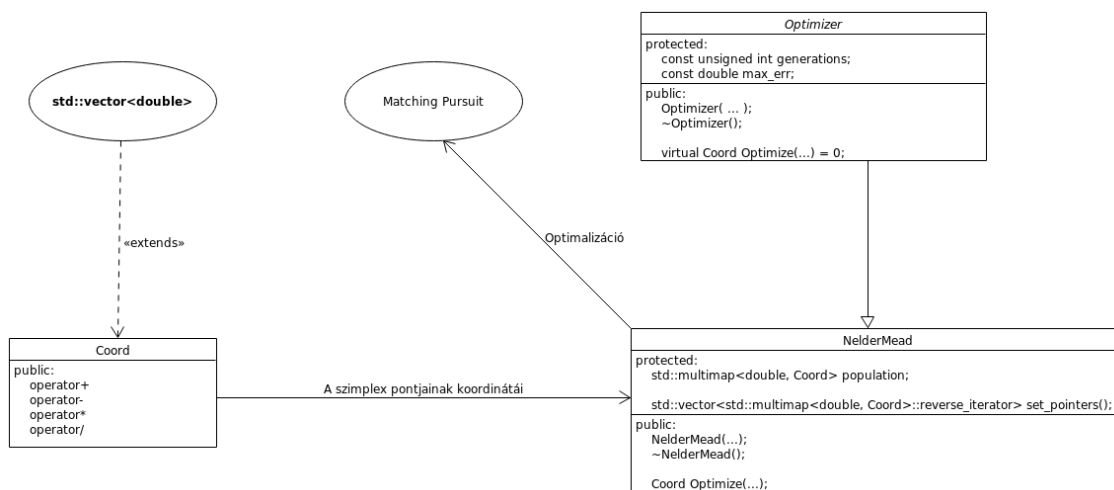 Optimizer
protected:
const unsigned int generations;
const double max_err;
public:
Optimizer( ... );
~Optimizer();
virtual Coord Optimize(...) = 0;
std::vector<double>
Matching Pursuit
«extends»
Optimalizáció
Coord
public:
operator+
operator-
operator*
operator/
A szimplex pontjainak koordinátái
NelderMead
protected:
std::multimap<double, Coord> population;
std::vector<std::multimap<double, Coord>::reverse_iterator> set_pointers();
public:
NelderMead(...);
~NelderMead();
Coord Optimize(...);